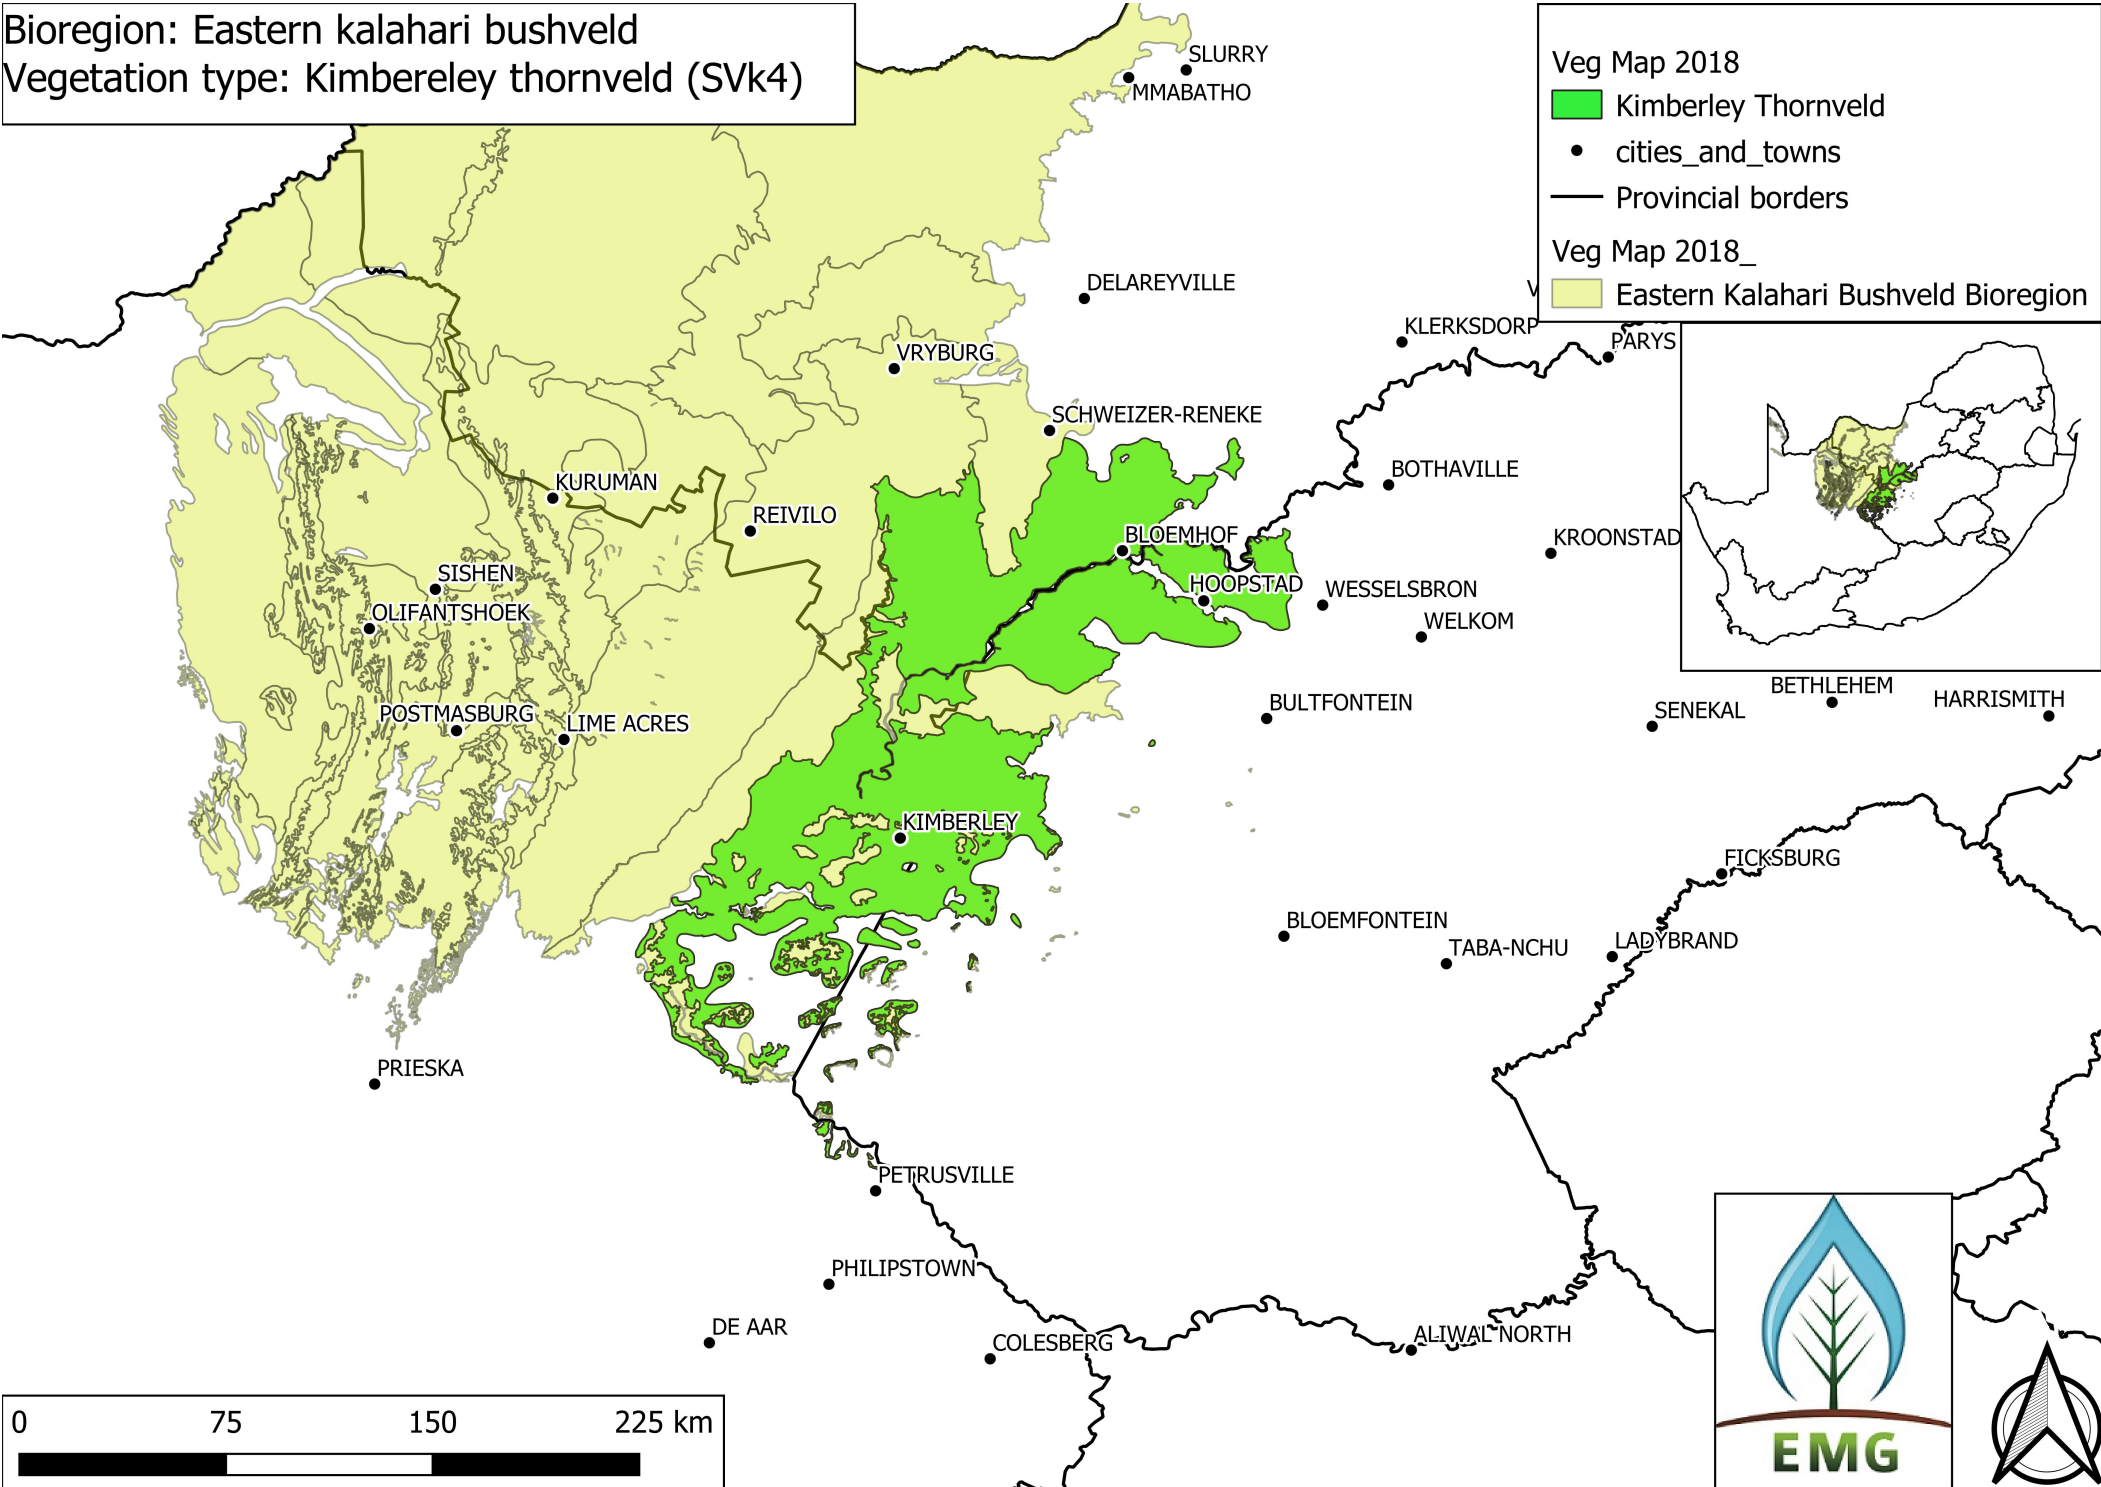 Bioregion: Eastern kalahari bushveld
Vegetation type: Kimbereley thornveld (SVk4)
Veg Map 2018
Kimberley Thornveld
cities_and_towns
Provincial borders
Veg Map 2018_
Eastern Kalahari Bushveld Bioregion
SLURRY
MMABATHO
DELAREYVILLE
V
KLERKSDORP
PARYS
VRYBURG
SCHWEIZER-RENEKE
BOTHAVILLE
KURUMAN
REIVILO
BLOEMHOF
KROONSTAD
SISHEN
HOOPSTAD
WESSELSBRON
OLIFANTSHOEK
WELKOM
BETHLEHEM
HARRISMITH
BULTFONTEIN
SENEKAL
POSTMASBURG
LIME ACRES
KIMBERLEY
FICKSBURG
BLOEMFONTEIN
TABA-NCHU
LADYBRAND
PRIESKA
PETRUSVILLE
PHILIPSTOWN
DE AAR
COLESBERG
ALIWAL NORTH
0 75 150 225 km
EMG